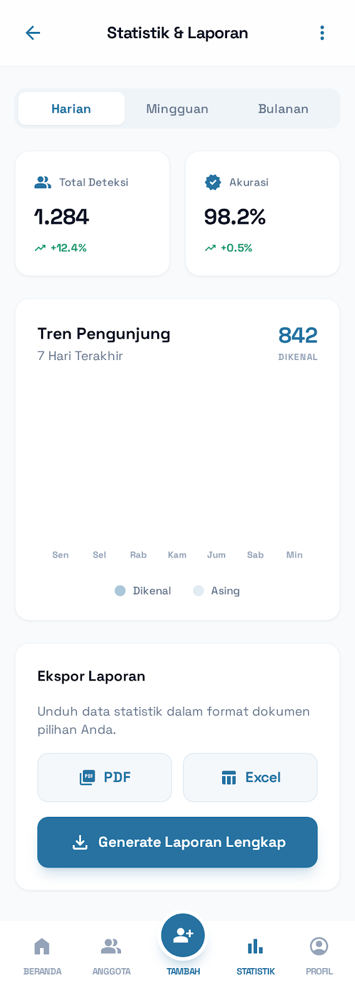 Statistik & Laporan
Harian
Mingguan
Bulanan
Total Deteksi
1.284
+12.4%
Akurasi
98.2%
+0.5%
Tren Pengunjung
7 Hari Terakhir
842
DIKENAL
Sen Sel Rab Kam Jum Sab Min
Dikenal
Asing
Ekspor Laporan
Unduh data statistik dalam format dokumen
pilihan Anda.
PDF
PDF
Excel
Generate Laporan Lengkap
BERANDA
ANGGOTA
TAMBAH
STATISTIK
PROFIL